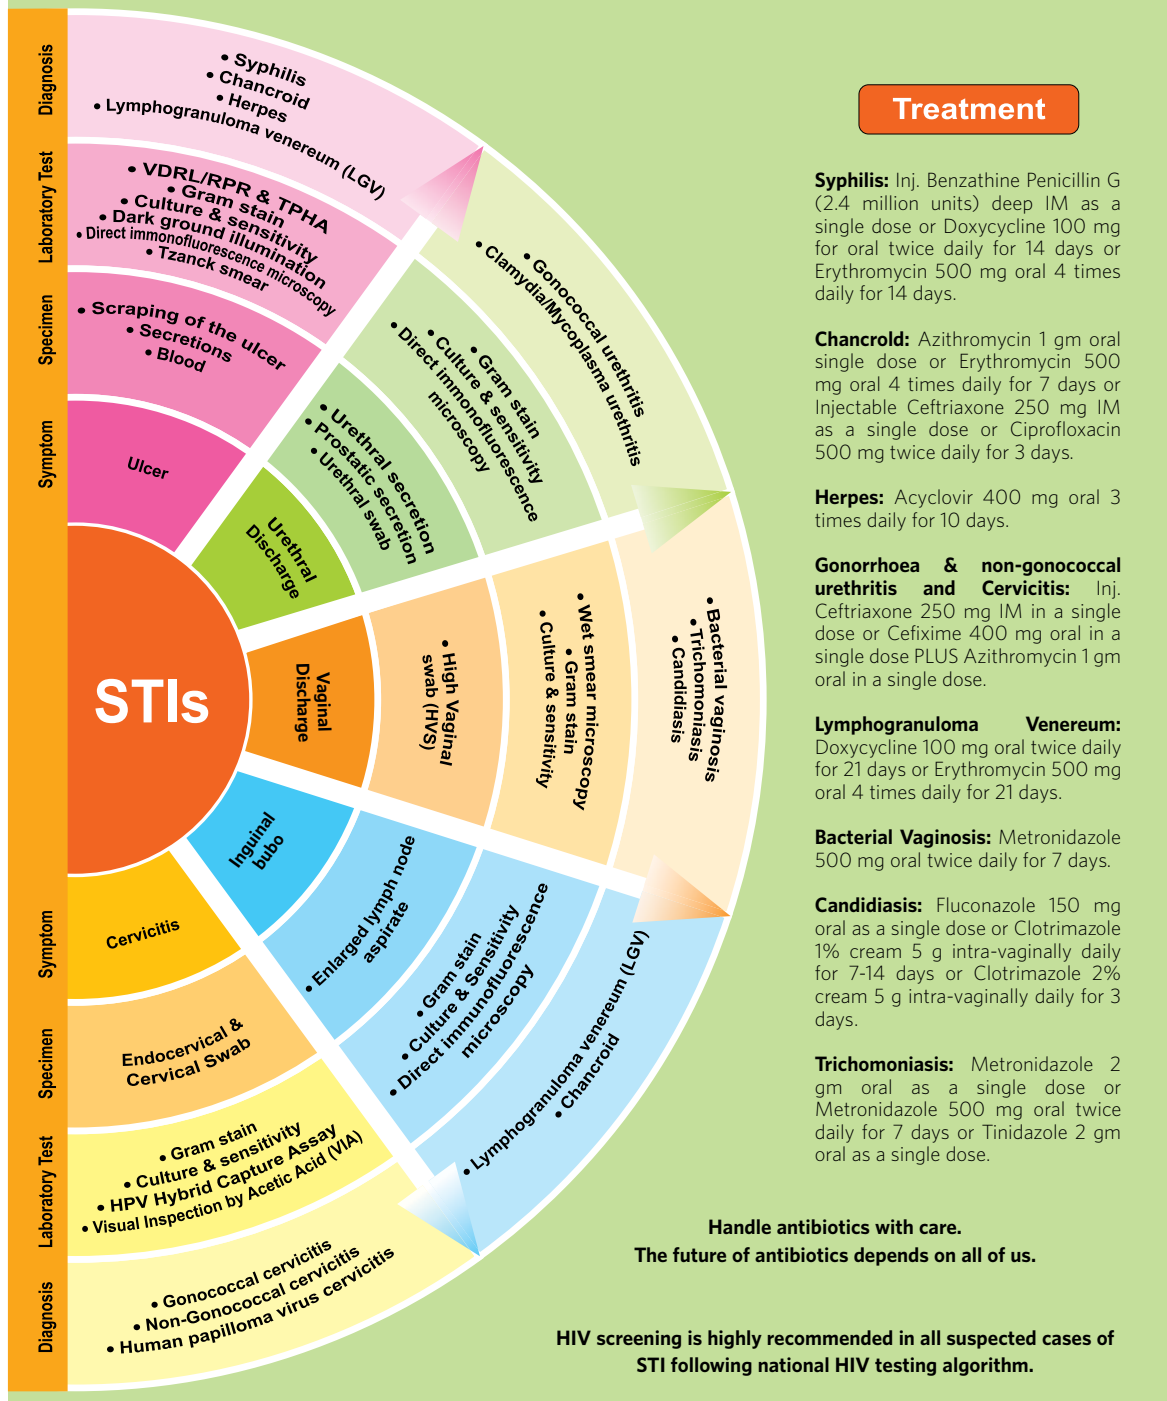 Diagnosis
Laboratory Test
Specimen
Symptom
• Syphilis
• Chancroid
• Herpes
• Lymphogranuloma venereum (LGV)
• VDRL/RPR & TPHA
• Gram stain
• Culture & sensitivity
• Dark ground illumination
• Direct immonofluorescence microscopy
• Tzanck smear
• Scraping of the ulcer
• Secretions
• Blood
Ulcer
• Gonococcal urethritis
• Clamydia/Mycoplasma urethritis
• Gram stain
• Culture & sensitivity
• Direct immonofluorescence
microscopy
• Urethral secretion
• Prostatic secretion
• Urethral swab
Urethral
Discharge
STIs
Vaginal
Discharge
• High Vaginal
swab (HVS)
• Wet smear microscopy
• Gram stain
• Culture & sensitivity
• Bacterial vaginosis
• Trichomoniasis
• Candidiasis
Inguinal
bubo
• Enlarged lymph node
aspirate
• Gram stain
• Culture & Sensitivity
• Direct immunofluorescence
microscopy
• Lymphogranuloma venereum (LGV)
• Chancroid
Cervicitis
Endocervical &
Cervical Swab
• Gram stain
• Culture & sensitivity
• HPV Hybrid Capture Assay
• Visual Inspection by Acetic Acid (VIA)
• Gonococcal cervicitis
• Non-Gonococcal cervicitis
• Human papilloma virus cervicitis
Symptom
Specimen
Laboratory Test
Diagnosis
Treatment
Syphilis: Inj. Benzathine Penicillin G
(2.4 million units) deep IM as a
single dose or Doxycycline 100 mg
for oral twice daily for 14 days or
Erythromycin 500 mg oral 4 times
daily for 14 days.
Chancrold: Azithromycin 1 gm oral
single dose or Erythromycin 500
mg oral 4 times daily for 7 days or
Injectable Ceftriaxone 250 mg IM
as a single dose or Ciprofloxacin
500 mg twice daily for 3 days.
Herpes: Acyclovir 400 mg oral 3
times daily for 10 days.
Gonorrhoea & non-gonococcal
urethritis and Cervicitis: Inj.
Ceftriaxone 250 mg IM in a single
dose or Cefixime 400 mg oral in a
single dose PLUS Azithromycin 1 gm
oral in a single dose.
Lymphogranuloma Venereum:
Doxycycline 100 mg oral twice daily
for 21 days or Erythromycin 500 mg
oral 4 times daily for 21 days.
Bacterial Vaginosis: Metronidazole
500 mg oral twice daily for 7 days.
Candidiasis: Fluconazole 150 mg
oral as a single dose or Clotrimazole
1% cream 5 g intra-vaginally daily
for 7-14 days or Clotrimazole 2%
cream 5 g intra-vaginally daily for 3
days.
Trichomoniasis: Metronidazole 2
gm oral as a single dose or
Metronidazole 500 mg oral twice
daily for 7 days or Tinidazole 2 gm
oral as a single dose.
Handle antibiotics with care.
The future of antibiotics depends on all of us.
HIV screening is highly recommended in all suspected cases of
STI following national HIV testing algorithm.